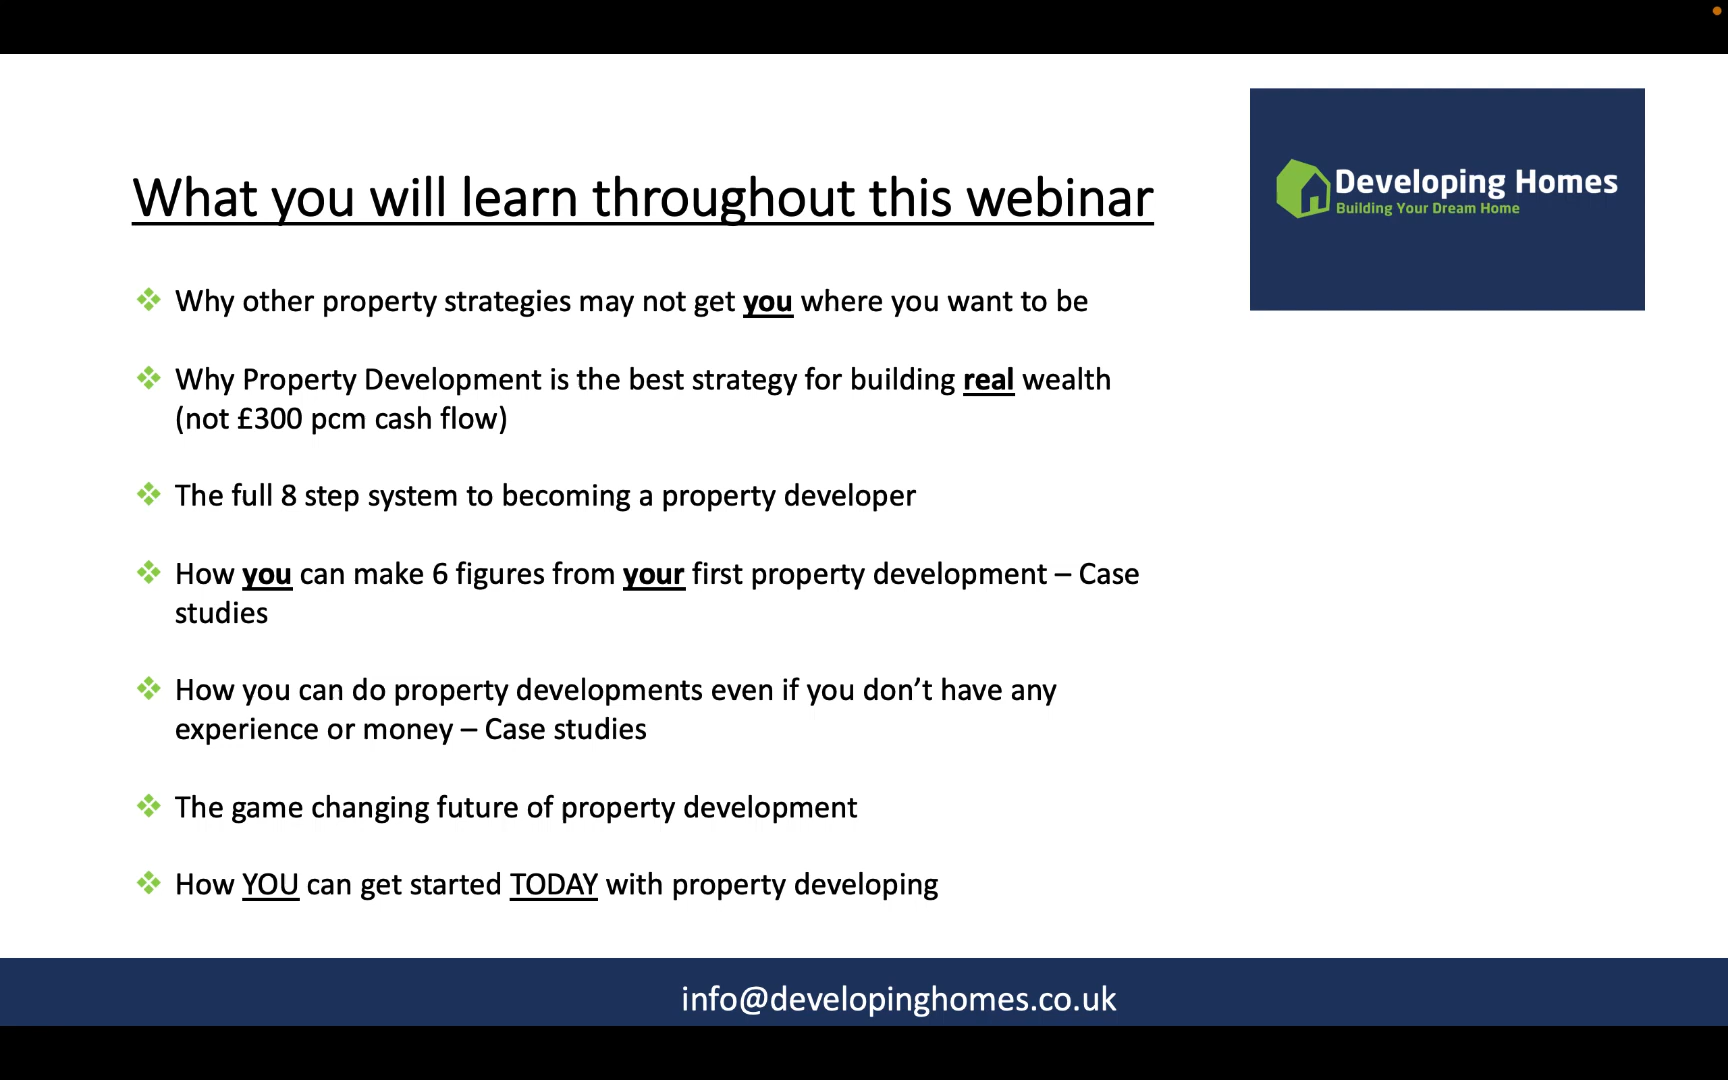 Developing Homes
Building Your Dream Home
What you will learn throughout this webinar
Why other property strategies may not get you where you want to be
Why Property Development is the best strategy for building real wealth
(not £300 pcm cash flow)
The full 8 step system to becoming a property developer
How you can make 6 figures from your first property development – Case
studies
How you can do property developments even if you don’t have any
experience or money – Case studies
The game changing future of property development
How YOU can get started TODAY with property developing
info@developinghomes.co.uk